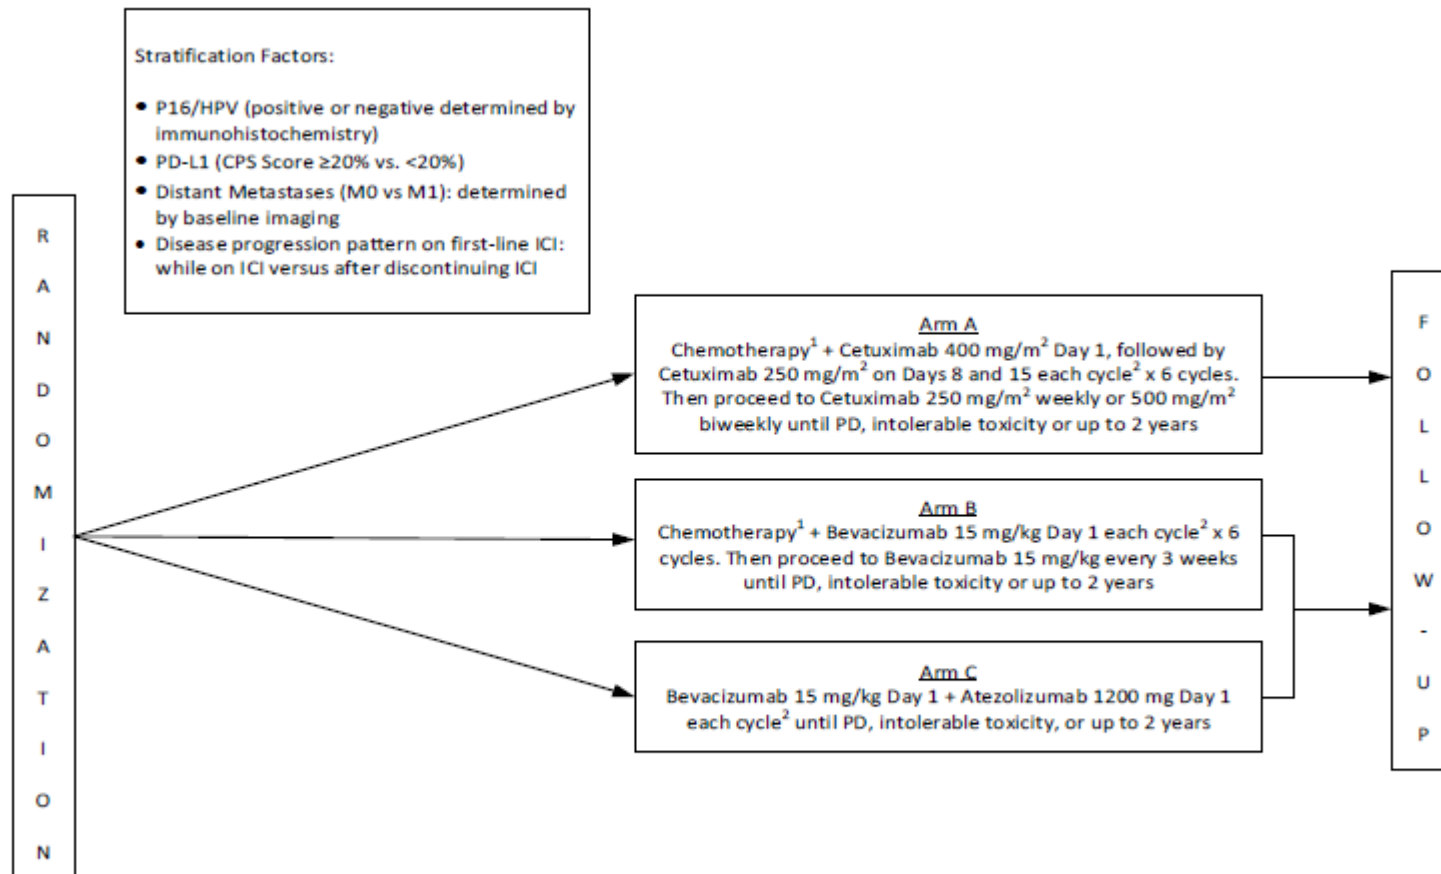 Stratification Factors:
• P16/HPV (positive or negative determined by
immunohistochemistry)
• PD-L1 (CPS Score ≥20% vs. <20%)
• Distant Metastases (M0 vs M1): determined
by baseline imaging
• Disease progression pattern on first-line ICI:
while on ICI versus after discontinuing ICI
R
A
N
D
O
M
I
Z
A
T
I
O
N
Arm A
Chemotherapy¹ + Cetuximab 400 mg/m² Day 1, followed by
Cetuximab 250 mg/m² on Days 8 and 15 each cycle² x 6 cycles.
Then proceed to Cetuximab 250 mg/m² weekly or 500 mg/m²
biweekly until PD, intolerable toxicity or up to 2 years
Arm B
Chemotherapy¹ + Bevacizumab 15 mg/kg Day 1 each cycle² x 6
cycles. Then proceed to Bevacizumab 15 mg/kg every 3 weeks
until PD, intolerable toxicity or up to 2 years
Arm C
Bevacizumab 15 mg/kg Day 1 + Atezolizumab 1200 mg Day 1
each cycle² until PD, intolerable toxicity, or up to 2 years
F
O
L
L
O
W
-
U
P